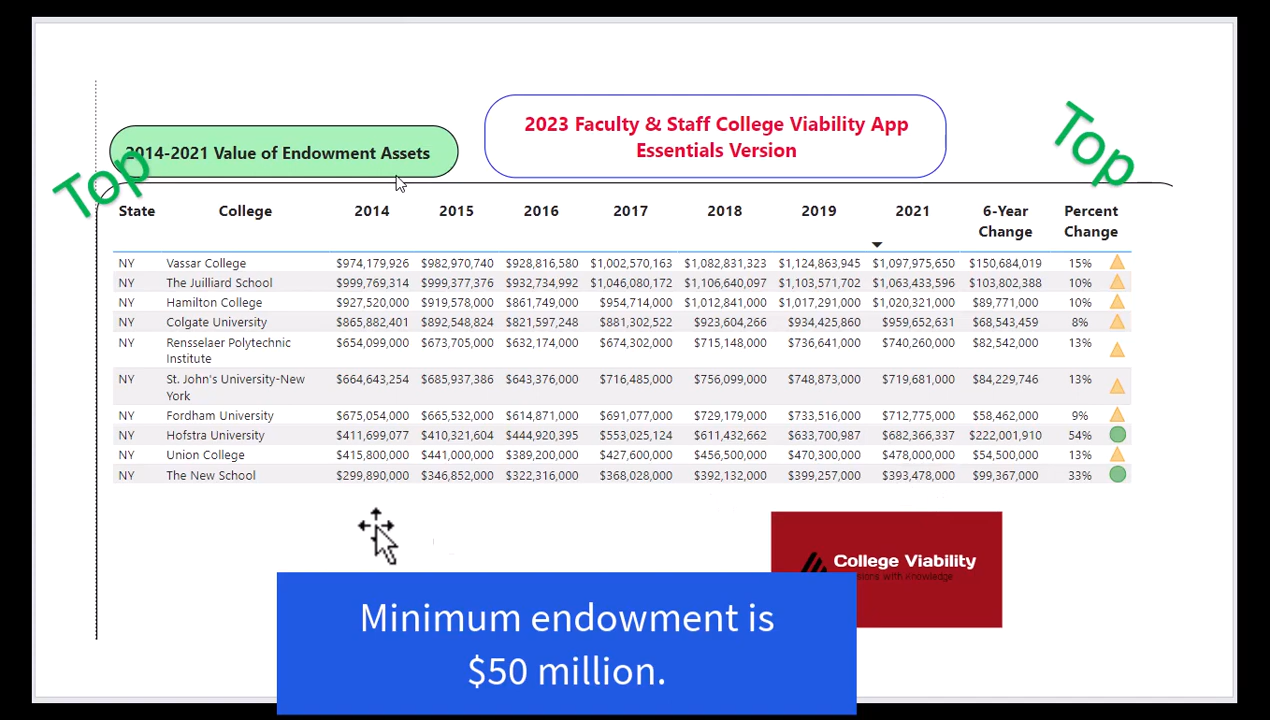 2023 Faculty & Staff College Viability App
Essentials Version
Top
2014-2021 Value of Endowment Assets
Top
State College 2014 2015 2016 2017 2018 2019 2021 6-Year Change Percent Change
NY Vassar College $974,179,926 $982,970,740 $928,816,580 $1,002,570,163 $1,082,831,323 $1,124,863,945 $1,097,975,650 $150,684,019 15%
NY The Juilliard School $999,769,314 $999,377,376 $932,734,992 $1,046,080,172 $1,106,640,097 $1,103,571,702 $1,063,433,596 $103,802,388 10%
NY Hamilton College $927,520,000 $919,578,000 $861,749,000 $954,714,000 $1,012,841,000 $1,017,291,000 $1,020,321,000 $89,771,000 10%
NY Colgate University $865,882,401 $892,548,824 $821,597,248 $881,302,522 $923,604,266 $934,425,860 $959,652,631 $68,543,459 8%
NY Rensselaer Polytechnic Institute $654,099,000 $673,705,000 $632,174,000 $674,302,000 $715,148,000 $736,641,000 $740,260,000 $82,542,000 13%
NY St. John's University-New York $664,643,254 $685,937,386 $643,376,000 $716,485,000 $756,099,000 $748,873,000 $719,681,000 $84,229,746 13%
NY Fordham University $675,054,000 $665,532,000 $614,871,000 $691,077,000 $729,179,000 $733,516,000 $712,775,000 $58,462,000 9%
NY Hofstra University $411,699,077 $410,321,604 $444,920,395 $553,025,124 $611,432,662 $633,700,987 $682,366,337 $222,001,910 54%
NY Union College $415,800,000 $441,000,000 $389,200,000 $427,600,000 $456,500,000 $470,300,000 $478,000,000 $54,500,000 13%
NY The New School $299,890,000 $346,852,000 $322,316,000 $368,028,000 $392,132,000 $399,257,000 $393,478,000 $99,367,000 33%
College Viability
with Knowledge
Minimum endowment is
$50 million.